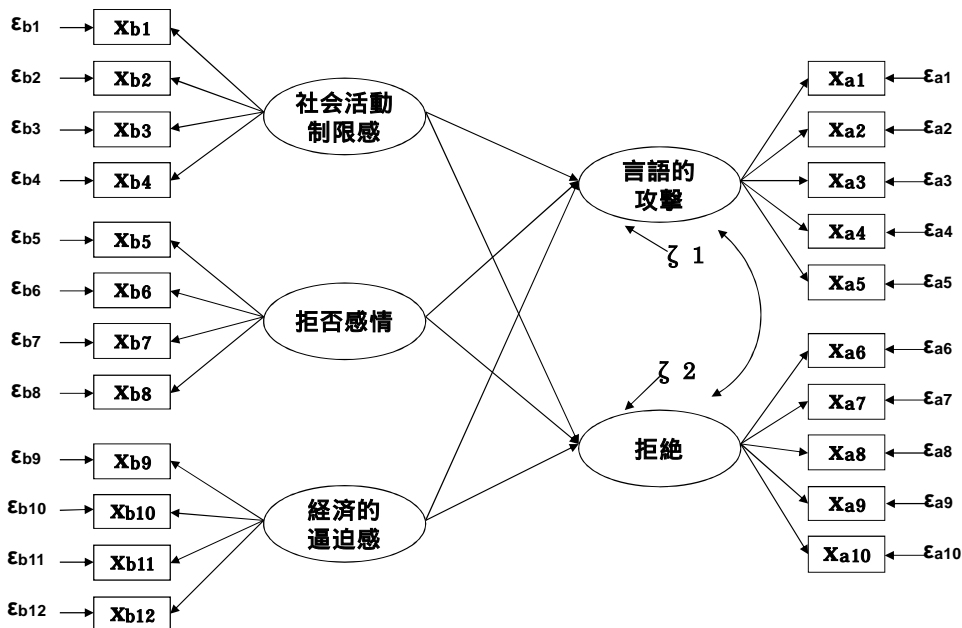 εb1 xb1
εb2 xb2
εb3 xb3
εb4 xb4
社会活動
制限感
εb5 xb5
εb6 xb6
εb7 xb7
εb8 xb8
拒否感情
εb9 xb9
εb10 xb10
εb11 xb11
εb12 xb12
経済的
逼迫感
言語的
攻撃
ζ 1
ζ 2
拒絶
xa1 εa1
xa2 εa2
xa3 εa3
xa4 εa4
xa5 εa5
xa6 εa6
xa7 εa7
xa8 εa8
xa9 εa9
xa10 εa10